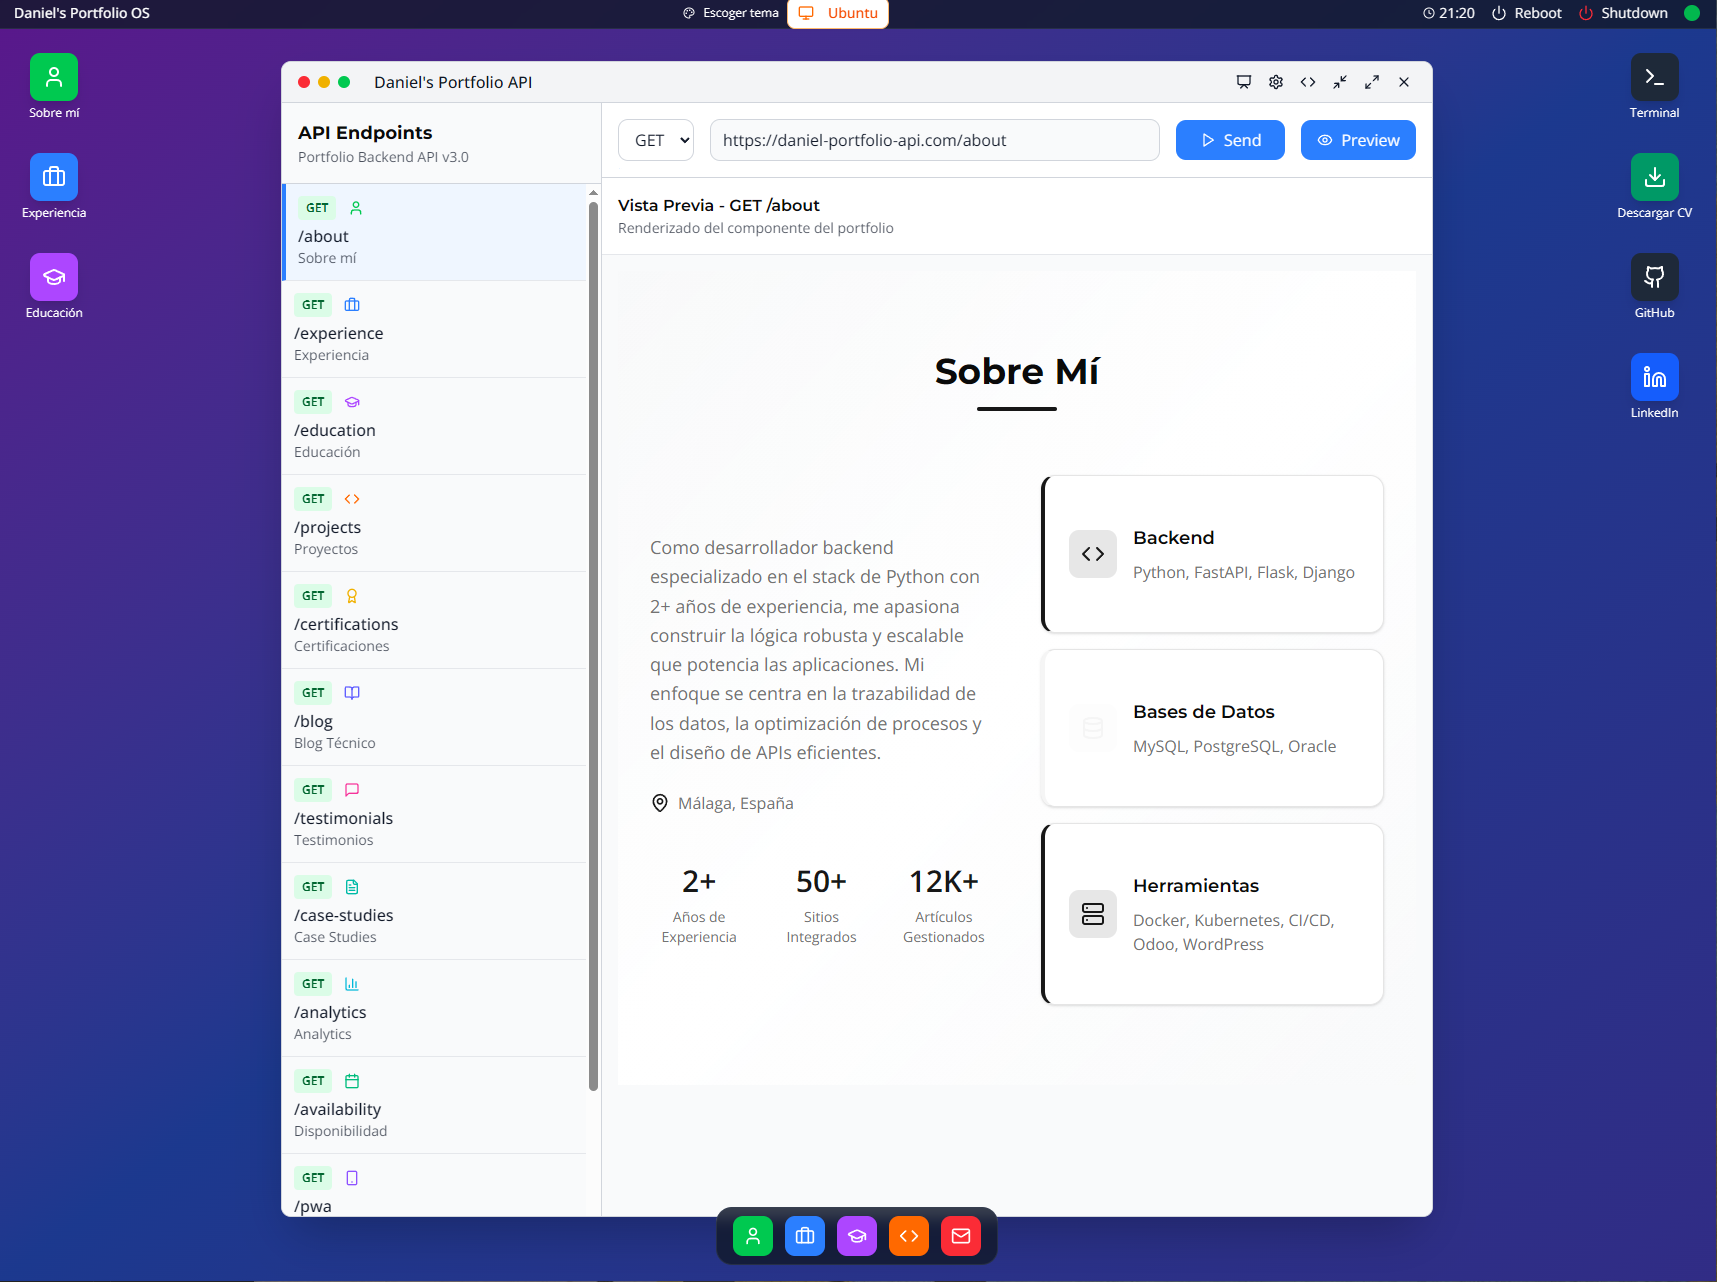 Daniel's Portfolio OS
Escoger tema
Ubuntu
21:20
Reboot
Shutdown
Sobre mí
Experiencia
Educación
Terminal
Descargar CV
GitHub
LinkedIn
Daniel's Portfolio API
API Endpoints
Portfolio Backend API v3.0
GET
/about
Sobre mí
GET
/experience
Experiencia
GET
/education
Educación
GET
/projects
Proyectos
GET
/certifications
Certificaciones
GET
/blog
Blog Técnico
GET
/testimonials
Testimonios
GET
/case-studies
Case Studies
GET
/analytics
Analytics
GET
/availability
Disponibilidad
GET
/pwa
GET
https://daniel-portfolio-api.com/about
Send
Preview
Vista Previa - GET /about
Renderizado del componente del portfolio
Sobre Mí
Como desarrollador backend
especializado en el stack de Python con
2+ años de experiencia, me apasiona
construir la lógica robusta y escalable
que potencia las aplicaciones. Mi
enfoque se centra en la trazabilidad de
los datos, la optimización de procesos y
el diseño de APIs eficientes.
Málaga, España
2+
Años de
Experiencia
50+
Sitios
Integrados
12K+
Artículos
Gestionados
Backend
Python, FastAPI, Flask, Django
Bases de Datos
MySQL, PostgreSQL, Oracle
Herramientas
Docker, Kubernetes, CI/CD,
Odoo, WordPress